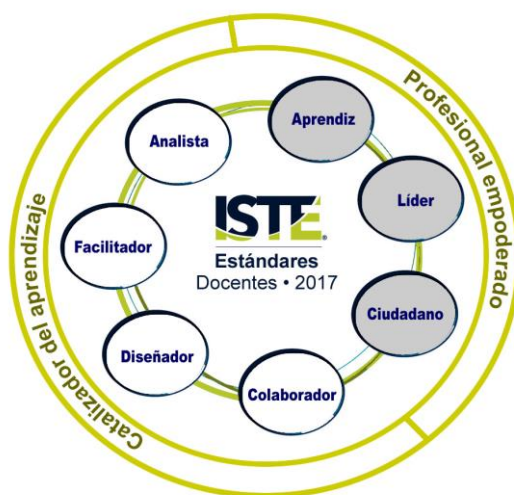 Profesional empoderado
Catalizador del aprendizaje
Aprendiz
Líder
Ciudadano
Colaborador
Diseñador
Facilitador
Analista
ISTE®
Estándares
Docentes • 2017